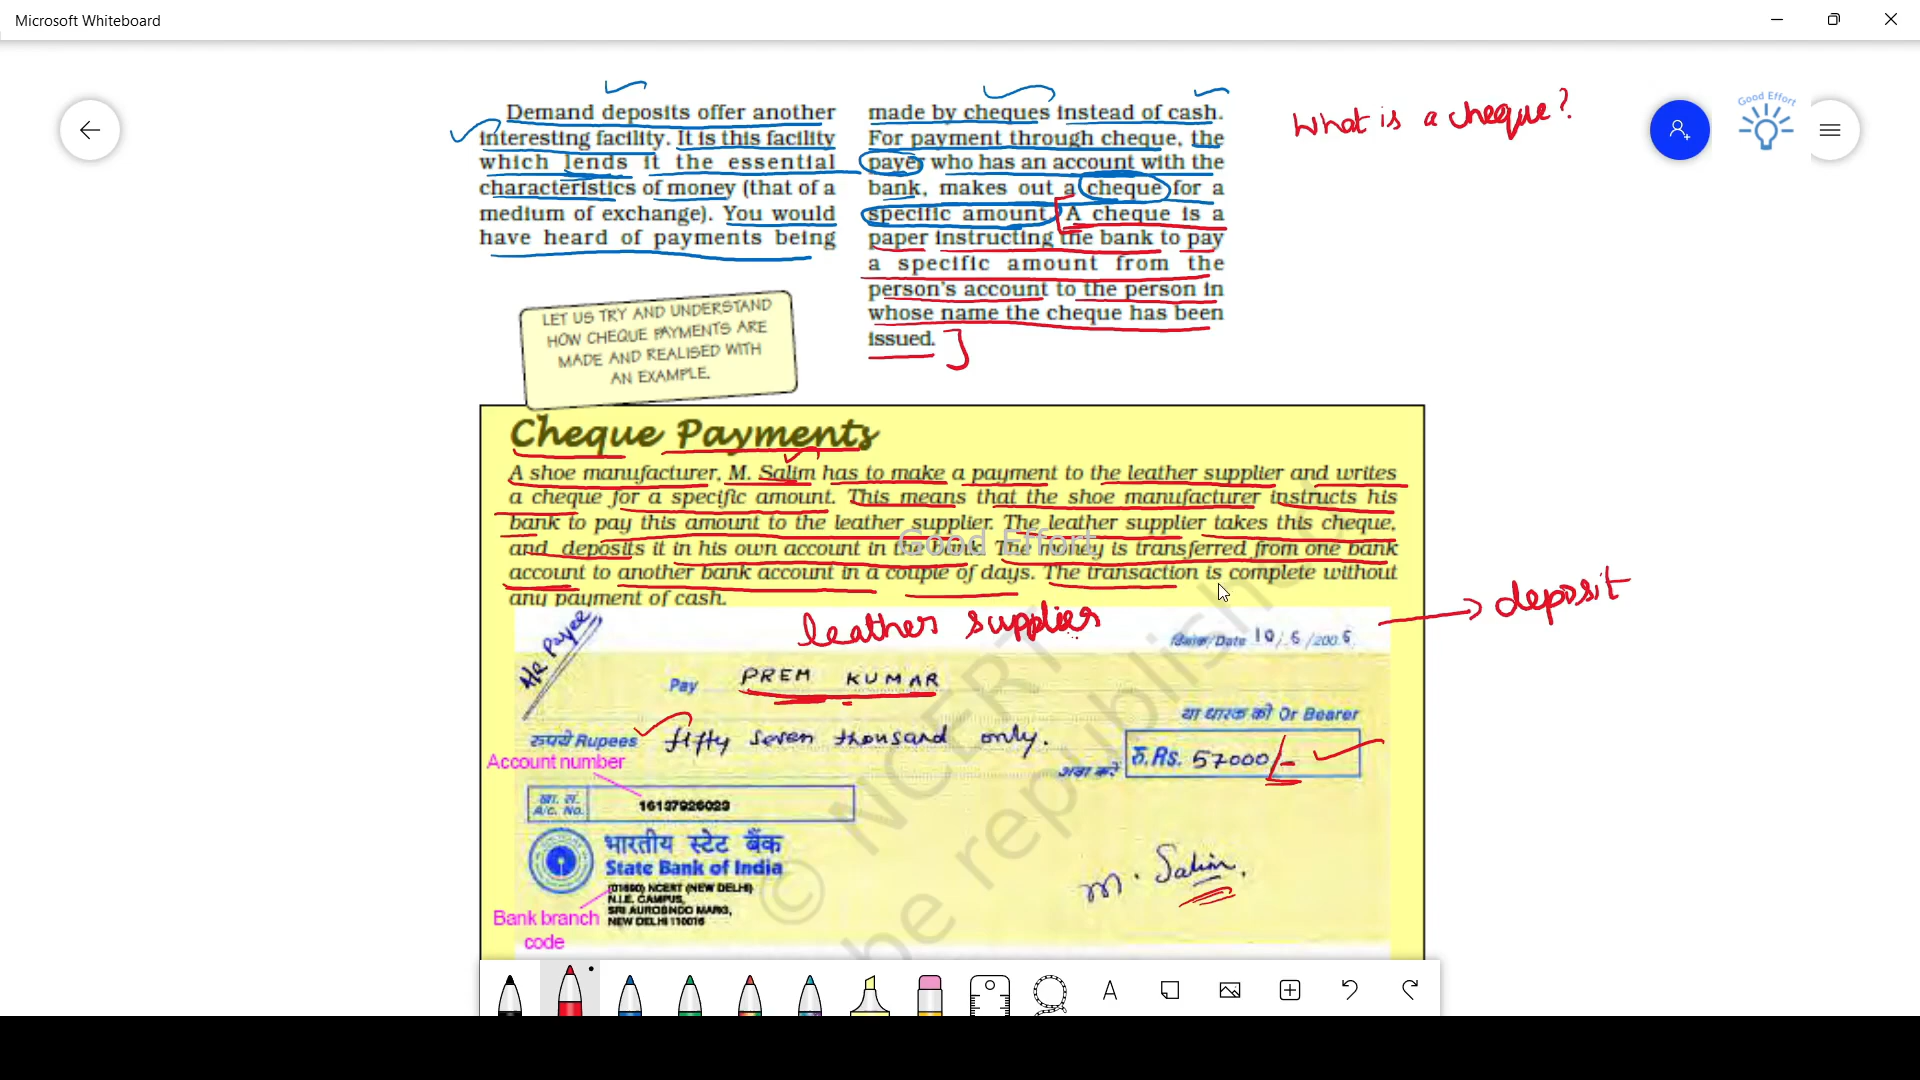 Microsoft Whiteboard
Demand deposits offer another
interesting facility. It is this facility
which lends it the essential
characteristics of money (that of a
medium of exchange). You would
have heard of payments being
made by cheques instead of cash.
For payment through cheque, the
payer who has an account with the
bank, makes out a cheque for a
specific amount. A cheque is a
paper instructing the bank to pay
a specific amount from the
person's account to the person in
whose name the cheque has been
issued.
What is a cheque?
Good Effort
LET US TRY AND UNDERSTAND
HOW CHEQUE PAYMENTS ARE
MADE AND REALISED WITH
AN EXAMPLE.
Cheque Payments
A shoe manufacturer, M. Salim has to make a payment to the leather supplier and writes
a cheque for a specific amount. This means that the shoe manufacturer instructs his
bank to pay this amount to the leather supplier. The leather supplier takes this cheque,
and deposits it in his own account in the bank. The money is transferred from one bank
account to another bank account in a couple of days. The transaction is complete without
any payment of cash.
Good Effort
deposit
leather supplier
दिनांक/Date 10/6/2006
Payee
Pay PREM KUMAR
या धारक को Or Bearer
रुपये Rupees fifty seven thousand only.
अदा करें रु.Rs. 57000/-
Account number
खा. सं.
A/c. No.
16137926023
भारतीय स्टेट बैंक
State Bank of India
(01690) NCERT (NEW DELHI)
N.I.E. CAMPUS,
SRI AUROBNDO MARG,
NEW DELHI 110016
Bank branch
code
M. Salim.
© NCERT
be republished